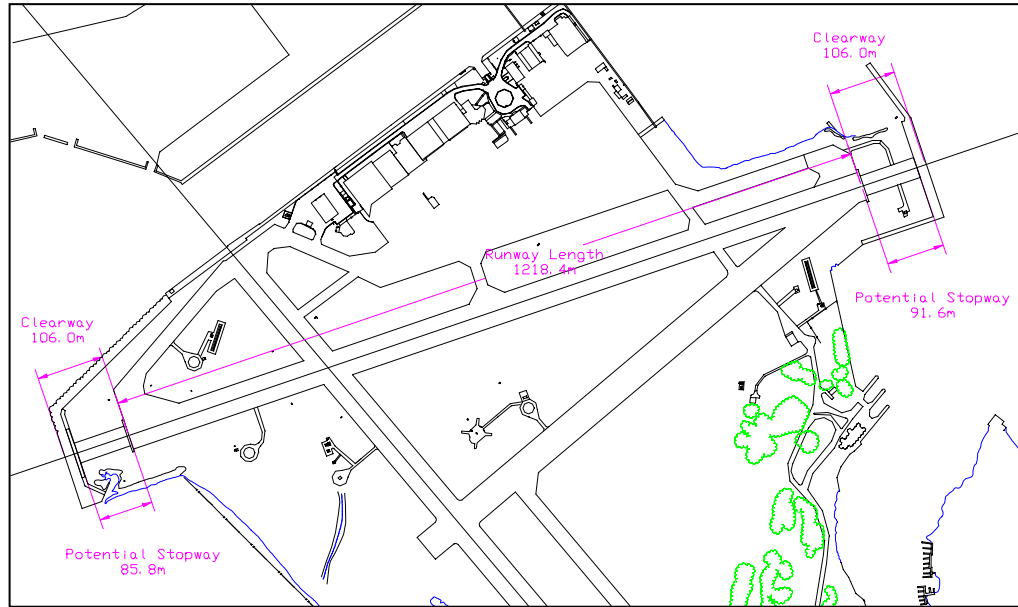 Clearway
106.0m
Runway Length
1218.4m
Potential Stopway
91.6m
Clearway
106.0m
Potential Stopway
85.8m